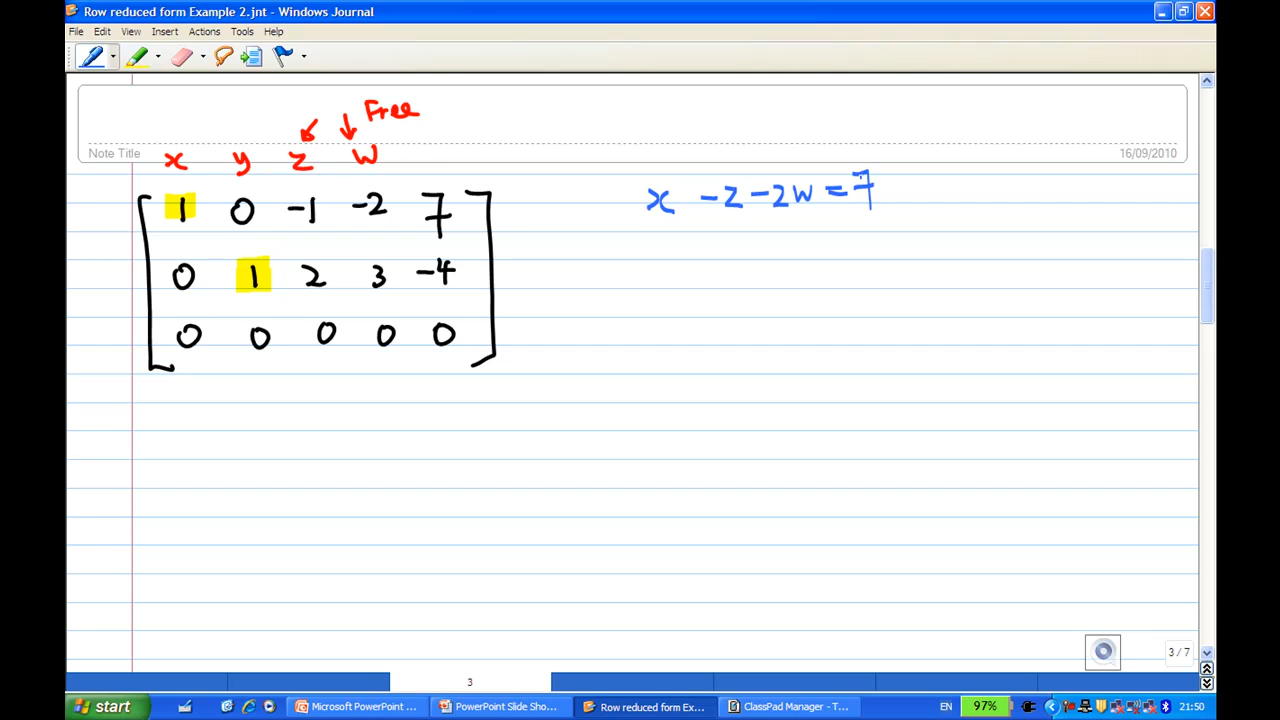 Row reduced form Example 2.jnt - Windows Journal
File Edit View Insert Actions Tools Help
Free
Note Title
x y z w
16/09/2010
1 0 -1 -2 7
x - z - 2w = 7
0 1 2 3 -4
0 0 0 0 0
3 / 7
3
start
Microsoft PowerPoint ...
PowerPoint Slide Sho...
Row reduced form Ex...
ClassPad Manager - T...
EN
97%
21:50